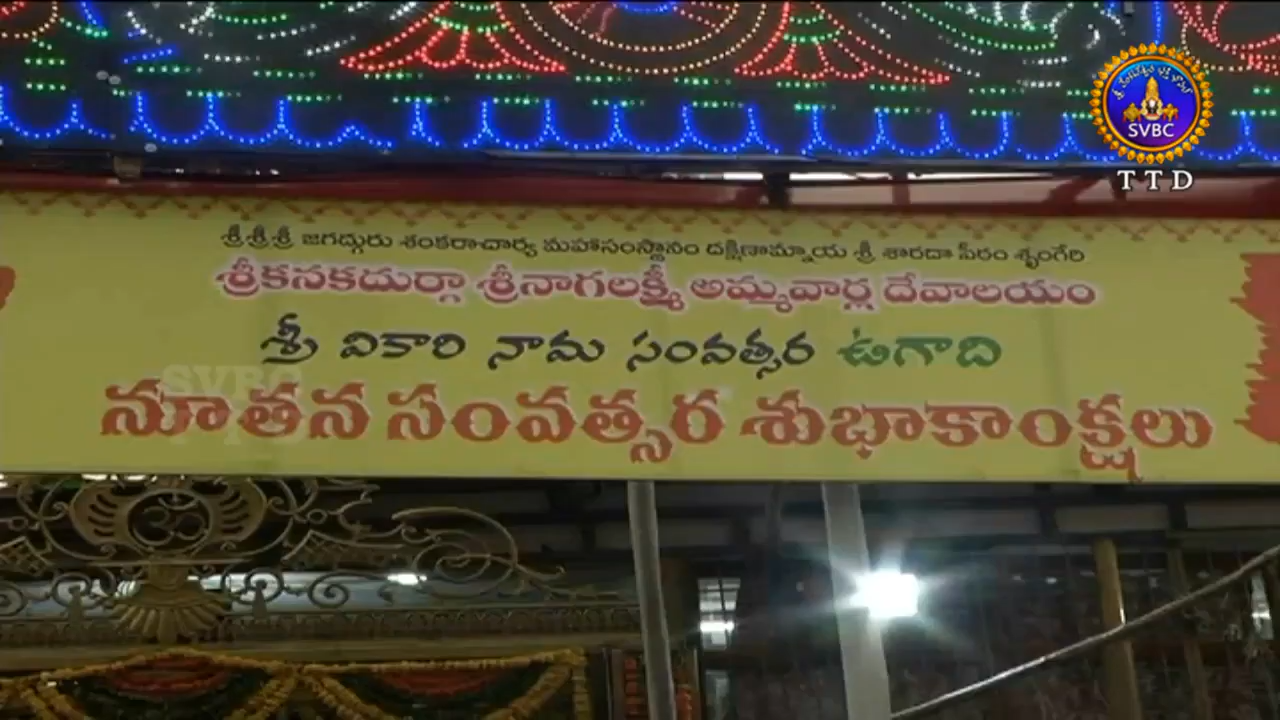 SVBC
TTD
శ్రీ శ్రీ శ్రీ జగద్గురు శంకరాచార్య మహాసంస్థానం దక్షిణామ్నాయ శ్రీ శారదా పీఠం శృంగేరి
శ్రీకనకదుర్గా శ్రీనాగలక్ష్మీ అమ్మవార్ల దేవాలయం
శ్రీ వికారి నామ సంవత్సర ఉగాది
నూతన సంవత్సర శుభాకాంక్షలు
ॐ